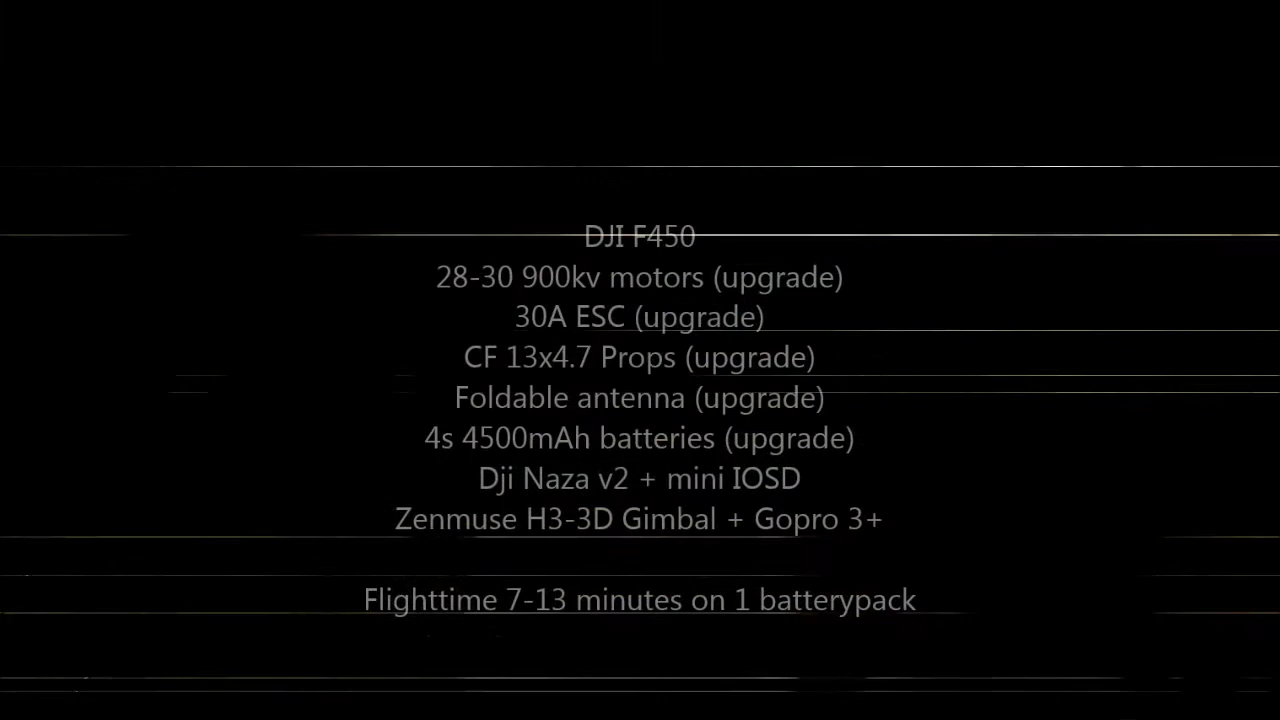 DJI F450
28-30 900kv motors (upgrade)
30A ESC (upgrade)
CF 13x4.7 Props (upgrade)
Foldable antenna (upgrade)
4s 4500mAh batteries (upgrade)
Dji Naza v2 + mini IOSD
Zenmuse H3-3D Gimbal + Gopro 3+
Flighttime 7-13 minutes on 1 batterypack